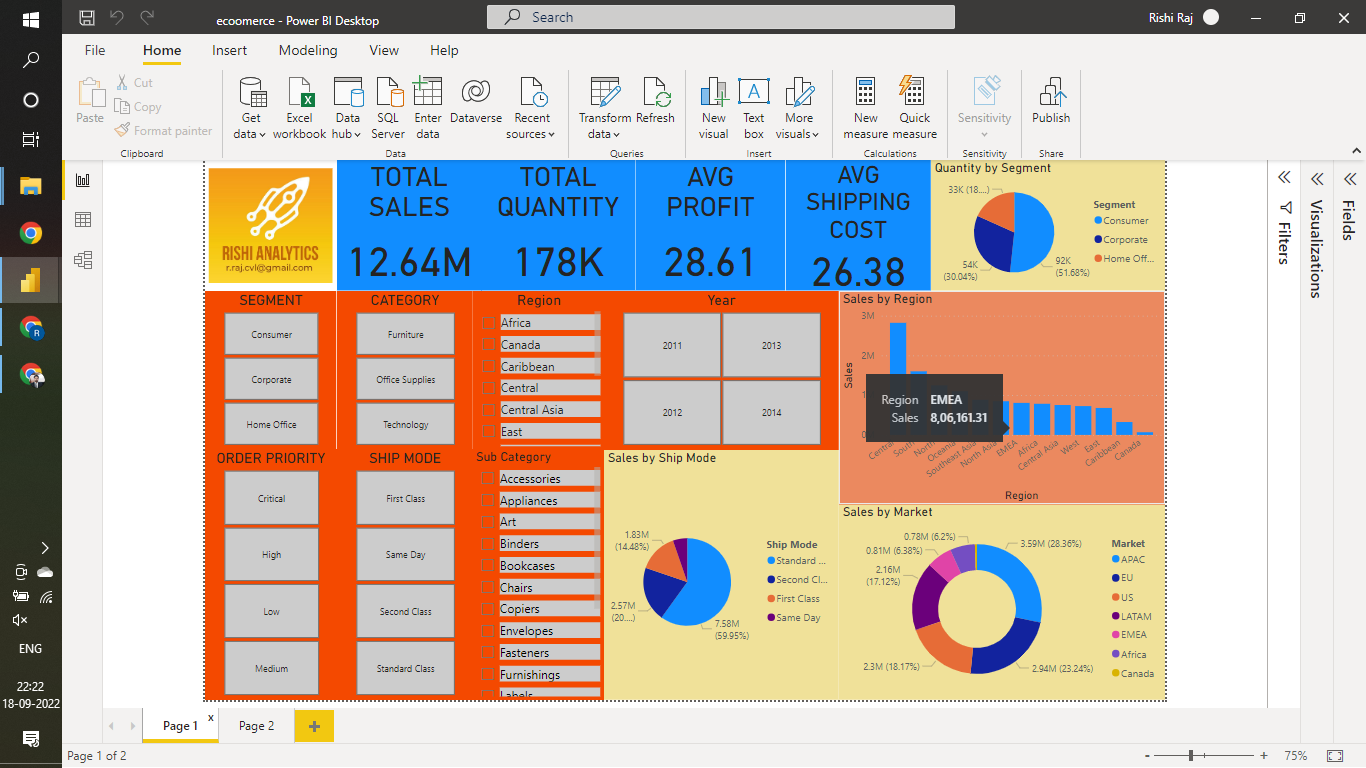 ecoomerce - Power BI Desktop
Search
Rishi Raj
File Home Insert Modeling View Help
Paste
Cut
Copy
Format painter
Clipboard
Get data
Excel workbook
Data hub
SQL Server
Enter data
Dataverse
Recent sources
Data
Transform data
Refresh
Queries
New visual
Text box
More visuals
Insert
New measure
Quick measure
Calculations
Sensitivity
Sensitivity
Publish
Share
RISHI ANALYTICS
r.raj.cvl@gmail.com
TOTAL SALES
12.64M
TOTAL QUANTITY
178K
AVG PROFIT
28.61
AVG SHIPPING COST
26.38
Quantity by Segment
33K (18....)
54K
(30.04%)
92K
(51.68%)
Segment
Consumer
Corporate
Home Off...
SEGMENT
Consumer
Corporate
Home Office
CATEGORY
Furniture
Office Supplies
Technology
Region
Africa
Canada
Caribbean
Central
Central Asia
East
Year
2011
2013
2012
2014
Sales by Region
Sales
3M
2M
Region EMEA
Sales 8,06,161.31
Central
South
North
Oceania
Southeast Asia
North Asia
EMEA
Africa
Central Asia
West
East
Caribbean
Canada
Region
ORDER PRIORITY
Critical
High
Low
Medium
SHIP MODE
First Class
Same Day
Second Class
Standard Class
Sub Category
Accessories
Appliances
Art
Binders
Bookcases
Chairs
Copiers
Envelopes
Fasteners
Furnishings
Labels
Sales by Ship Mode
1.83M
(14.48%)
2.57M
(20....)
7.58M
(59.95%)
Ship Mode
Standard ...
Second Cl...
First Class
Same Day
Sales by Market
0.78M (6.2%)
0.81M (6.38%)
2.16M
(17.12%)
2.3M (18.17%)
3.59M (28.36%)
2.94M (23.24%)
Market
APAC
EU
US
LATAM
EMEA
Africa
Canada
Filters
Visualizations
Fields
ENG
22:22
18-09-2022
Page 1 x
Page 2
+
Page 1 of 2
- + 75%